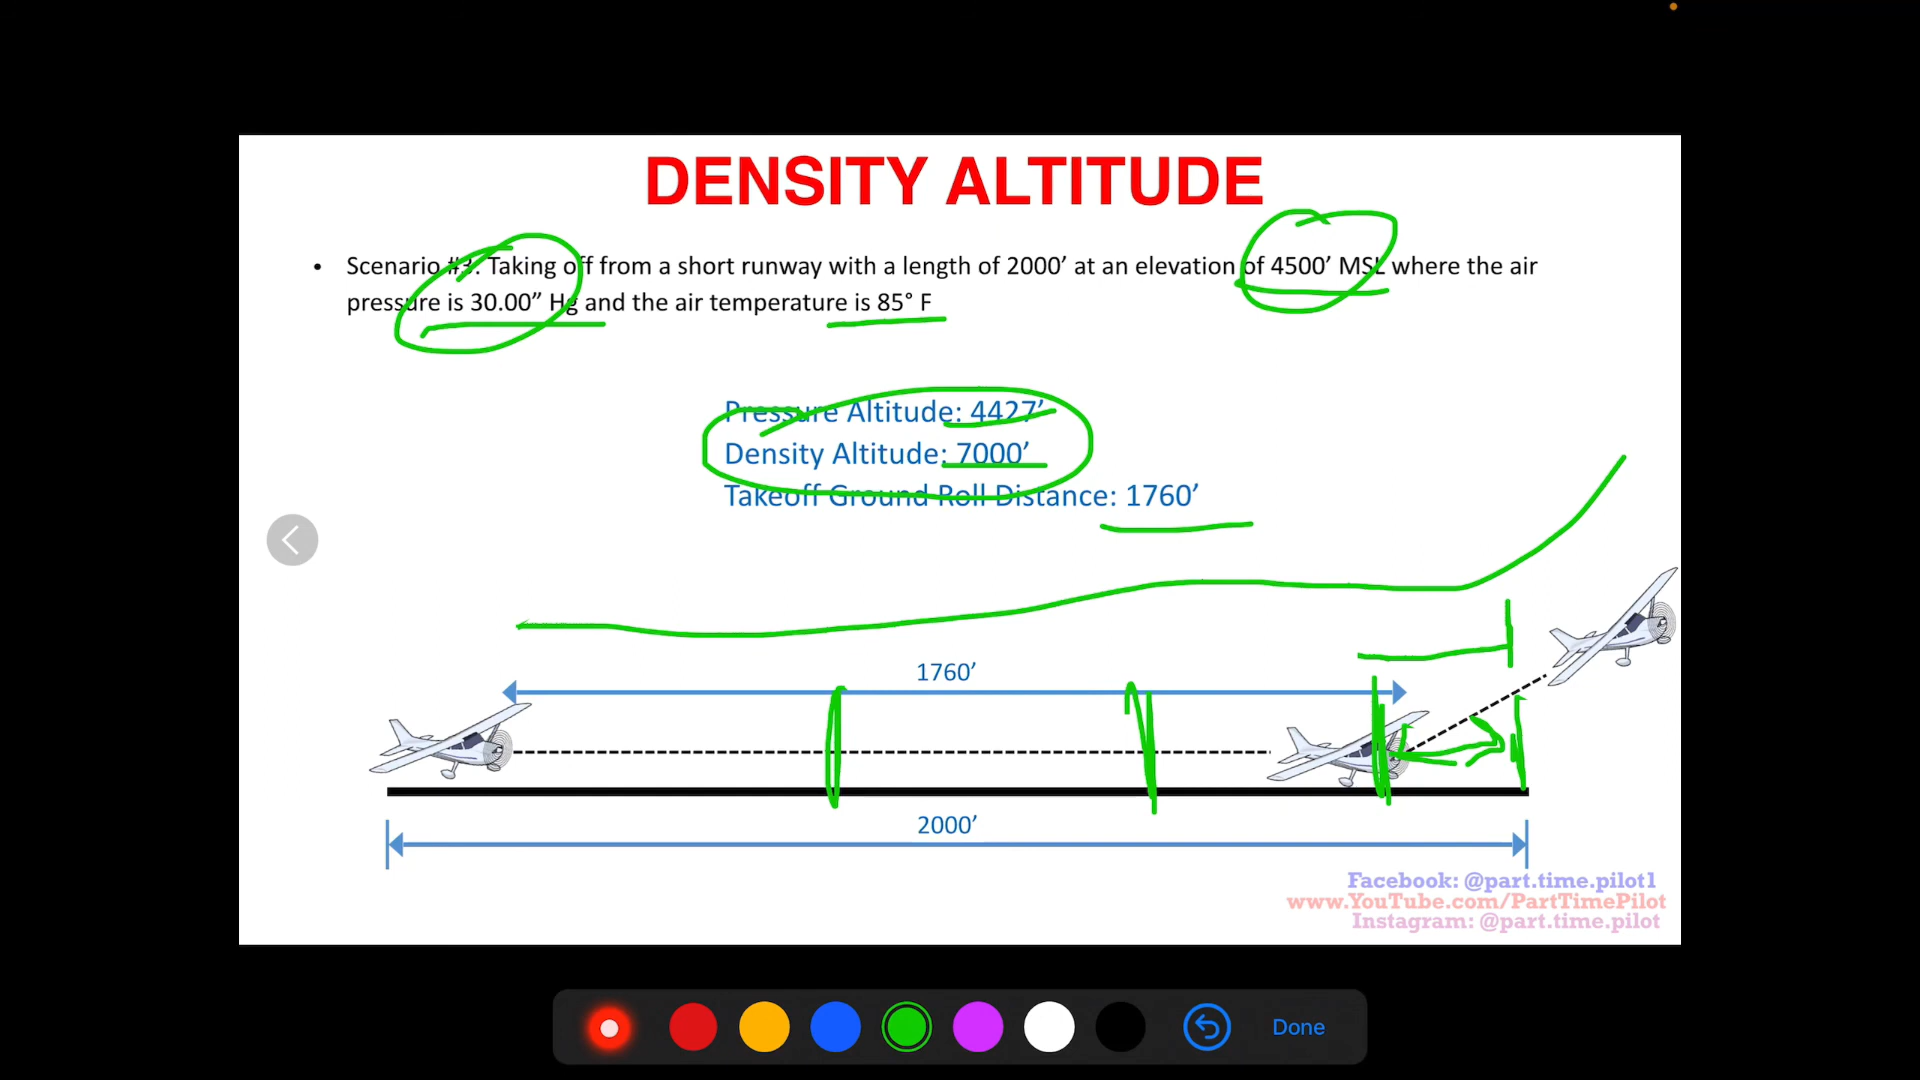 DENSITY ALTITUDE
• Scenario #3: Taking off from a short runway with a length of 2000’ at an elevation of 4500’ MSL where the air
pressure is 30.00” Hg and the air temperature is 85° F
Pressure Altitude: 4427’
Density Altitude: 7000’
Takeoff Ground Roll Distance: 1760’
1760’
2000’
Facebook: @part.time.pilot1
www.YouTube.com/PartTimePilot
Instagram: @part.time.pilot
Done